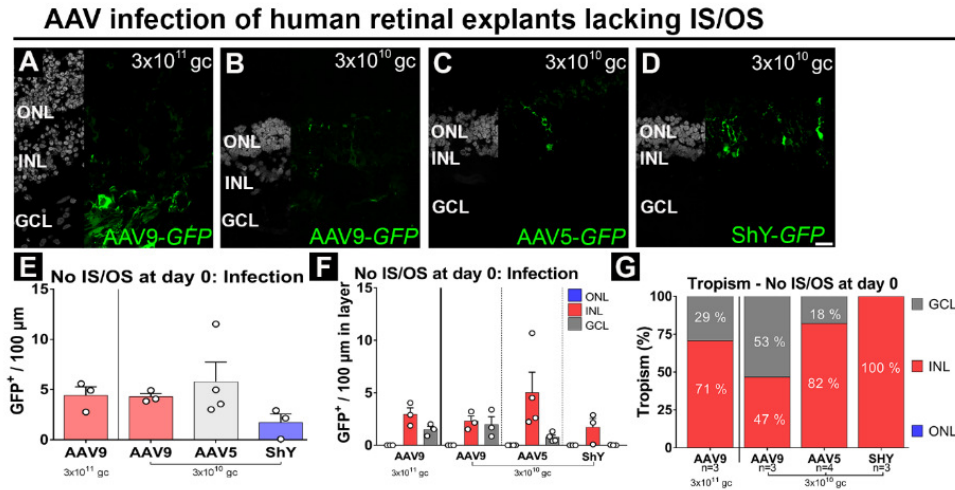 AAV infection of human retinal explants lacking IS/OS
A
3x10¹¹ gc
ONL
INL
GCL
AAV9-GFP
B
3x10¹⁰ gc
ONL
INL
GCL
AAV9-GFP
C
3x10¹⁰ gc
ONL
INL
GCL
AAV5-GFP
D
3x10¹⁰ gc
ONL
INL
GCL
ShY-GFP
E
No IS/OS at day 0: Infection
GFP⁺ / 100 µm
15
10
5
0
AAV9
AAV9
AAV5
ShY
3x10¹¹ gc
3x10¹⁰ gc
F
No IS/OS at day 0: Infection
GFP⁺ / 100 µm in layer
15
10
5
0
ONL
INL
GCL
AAV9
AAV9
AAV5
ShY
3x10¹¹ gc
3x10¹⁰ gc
G
Tropism - No IS/OS at day 0
Tropism (%)
100
75
50
25
0
29 %
71 %
53 %
47 %
18 %
82 %
100 %
GCL
INL
ONL
AAV9
AAV9
AAV5
SHY
n=3
n=3
n=4
n=3
3x10¹¹ gc
3x10¹⁰ gc